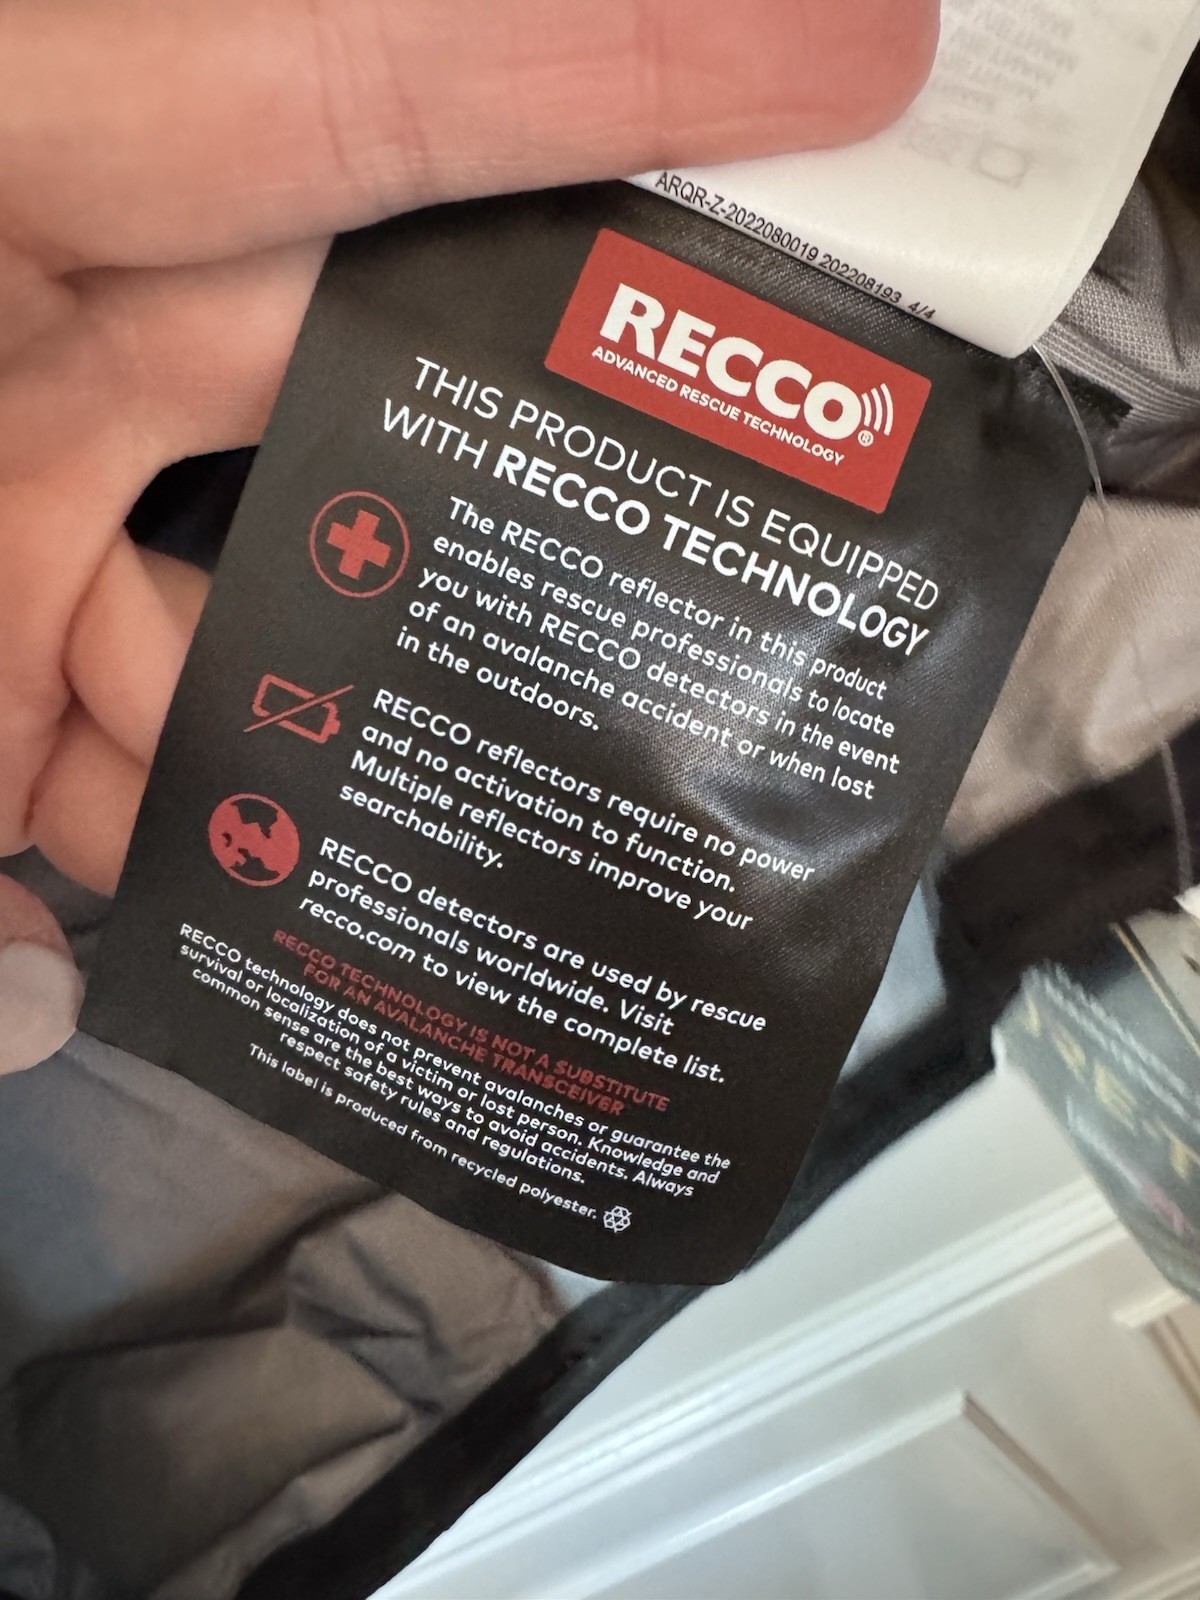 ARQR-Z-2022080019 202208193 4/4
RECCO®
ADVANCED RESCUE TECHNOLOGY
THIS PRODUCT IS EQUIPPED
WITH RECCO TECHNOLOGY
The RECCO reflector in this product
enables rescue professionals to locate
you with RECCO detectors in the event
of an avalanche accident or when lost
in the outdoors.
RECCO reflectors require no power
and no activation to function.
Multiple reflectors improve your
searchability.
RECCO detectors are used by rescue
professionals worldwide. Visit
recco.com to view the complete list.
RECCO TECHNOLOGY IS NOT A SUBSTITUTE
FOR AN AVALANCHE TRANSCEIVER
RECCO technology does not prevent avalanches or guarantee the
survival or localization of a victim or lost person. Knowledge and
common sense are the best ways to avoid accidents. Always
respect safety rules and regulations.
This label is produced from recycled polyester.